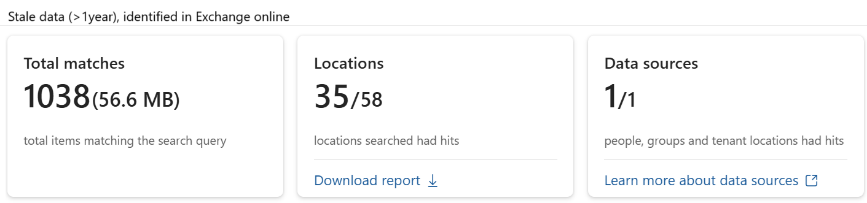 Stale data (>1year), identified in Exchange online
Total matches
1038(56.6 MB)
total items matching the search query
Locations
35/58
locations searched had hits
Download report
Data sources
1/1
people, groups and tenant locations had hits
Learn more about data sources